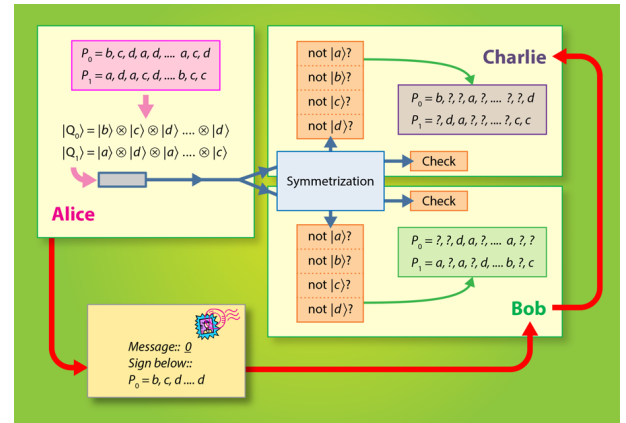 P0 = b, c, d, a, d, .... a, c, d
P1 = a, d, a, c, d, .... b, c, c
|Q0⟩ = |b⟩ ⊗ |c⟩ ⊗ |d⟩ .... ⊗ |d⟩
|Q1⟩ = |a⟩ ⊗ |d⟩ ⊗ |a⟩ .... ⊗ |c⟩
Alice
not |a⟩?
not |b⟩?
not |c⟩?
not |d⟩?
Charlie
P0 = b, ?, ?, a, ?, .... ?, ?, d
P1 = ?, d, a, ?, ?, .... ?, c, c
Symmetrization
Check
Check
not |a⟩?
not |b⟩?
not |c⟩?
not |d⟩?
P0 = ?, ?, d, a, ?, .... a, ?, ?
P1 = a, ?, a, ?, d, .... b, ?, c
Bob
Message:: 0
Sign below::
P0 = b, c, d .... d